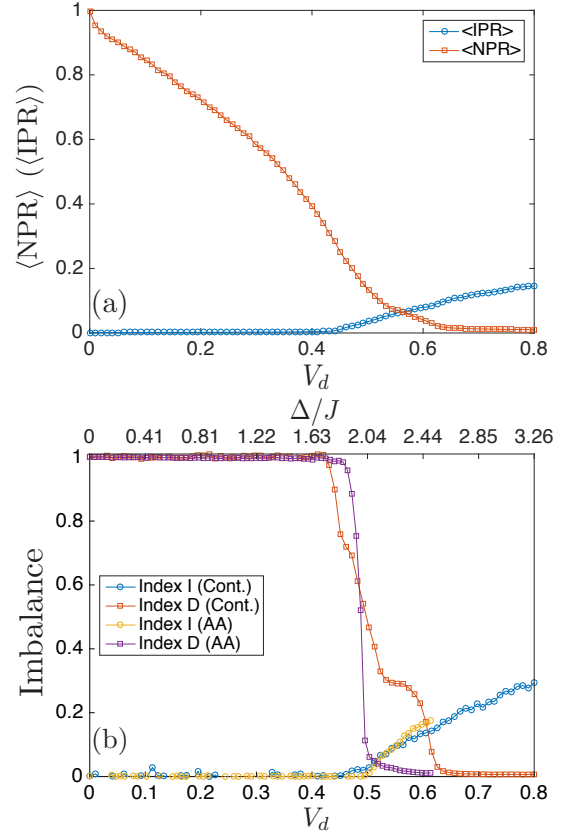 <IPR>
<NPR>
⟨NPR⟩ (⟨IPR⟩)
1
0.8
0.6
0.4
0.2
0
(a)
0 0.2 0.4 0.6 0.8
V_d
Δ/J
0 0.41 0.81 1.22 1.63 2.04 2.44 2.85 3.26
Imbalance
1
0.8
0.6
0.4
0.2
0
Index I (Cont.)
Index D (Cont.)
Index I (AA)
Index D (AA)
(b)
0 0.1 0.2 0.3 0.4 0.5 0.6 0.7 0.8
V_d